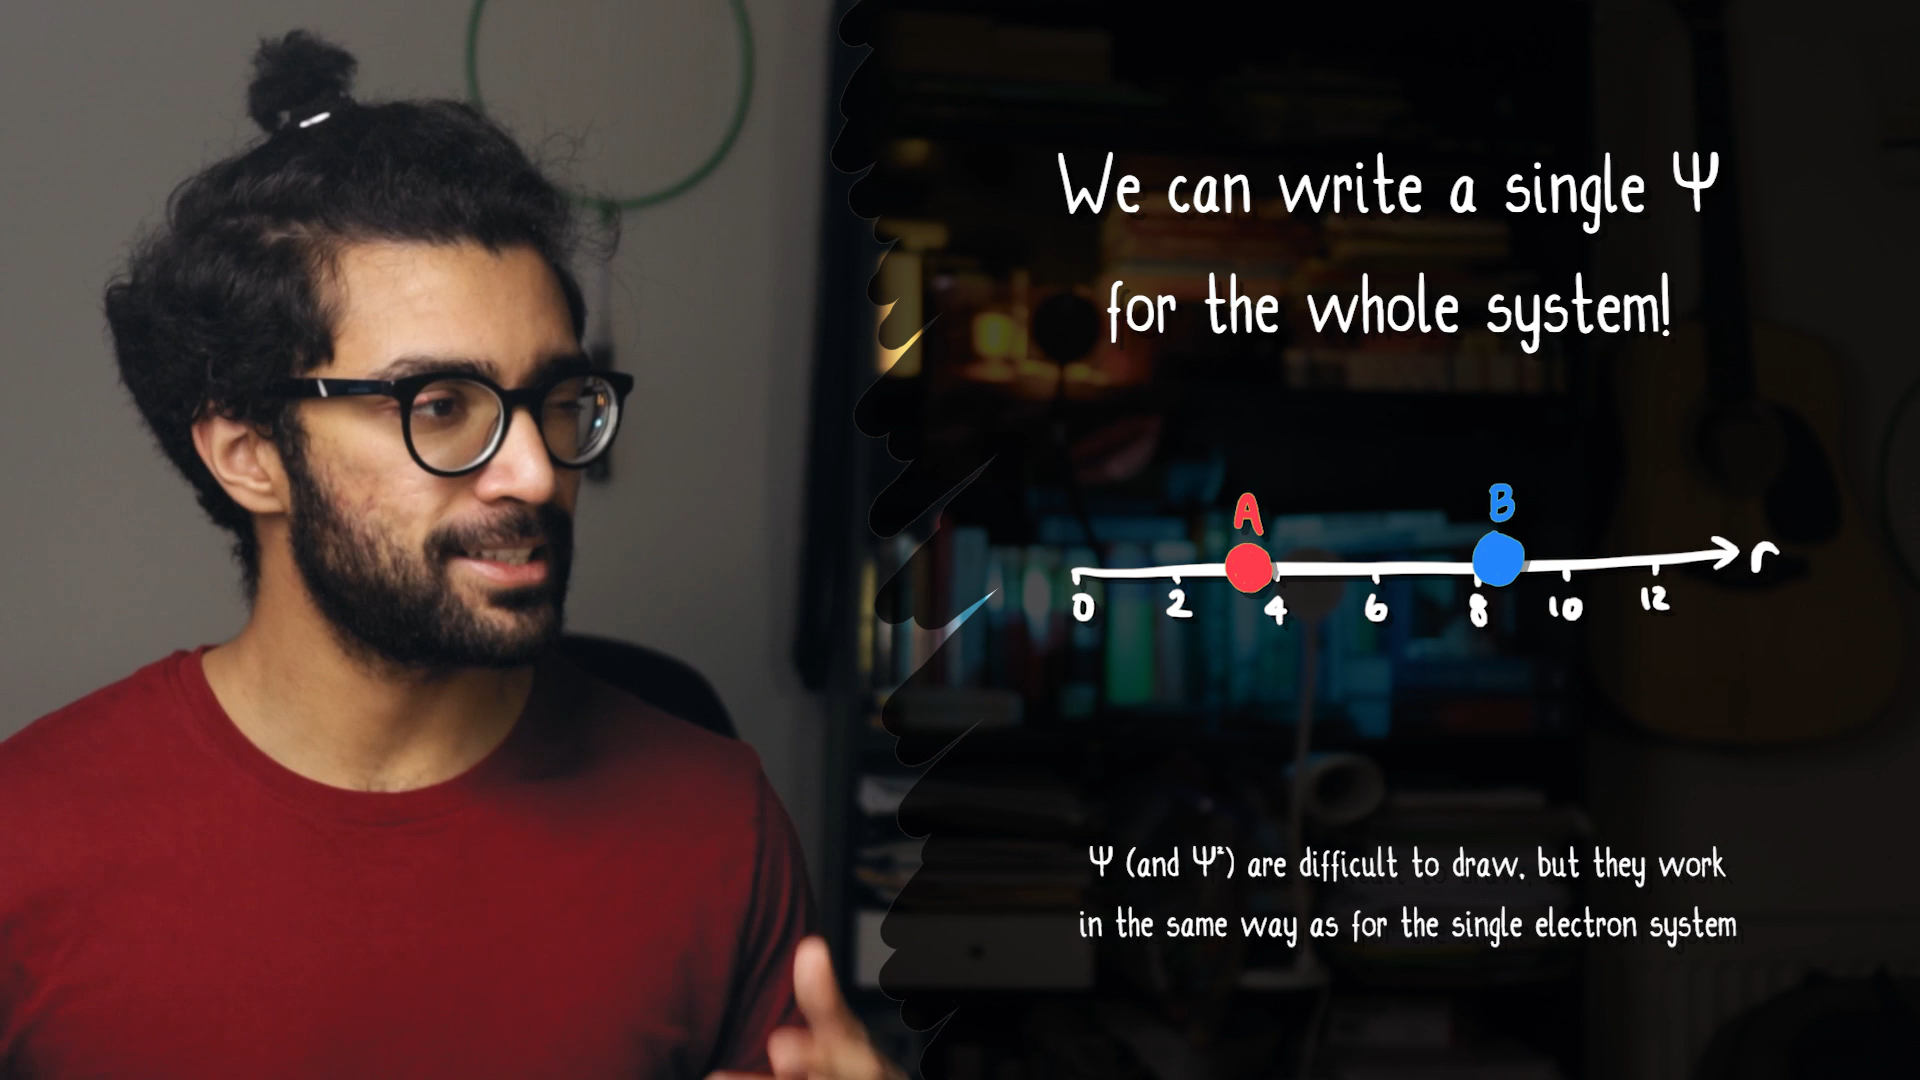 We can write a single Ψ
for the whole system!
A
B
r
0 2 4 6 8 10 12
Ψ (and Ψ²) are difficult to draw, but they work
in the same way as for the single electron system